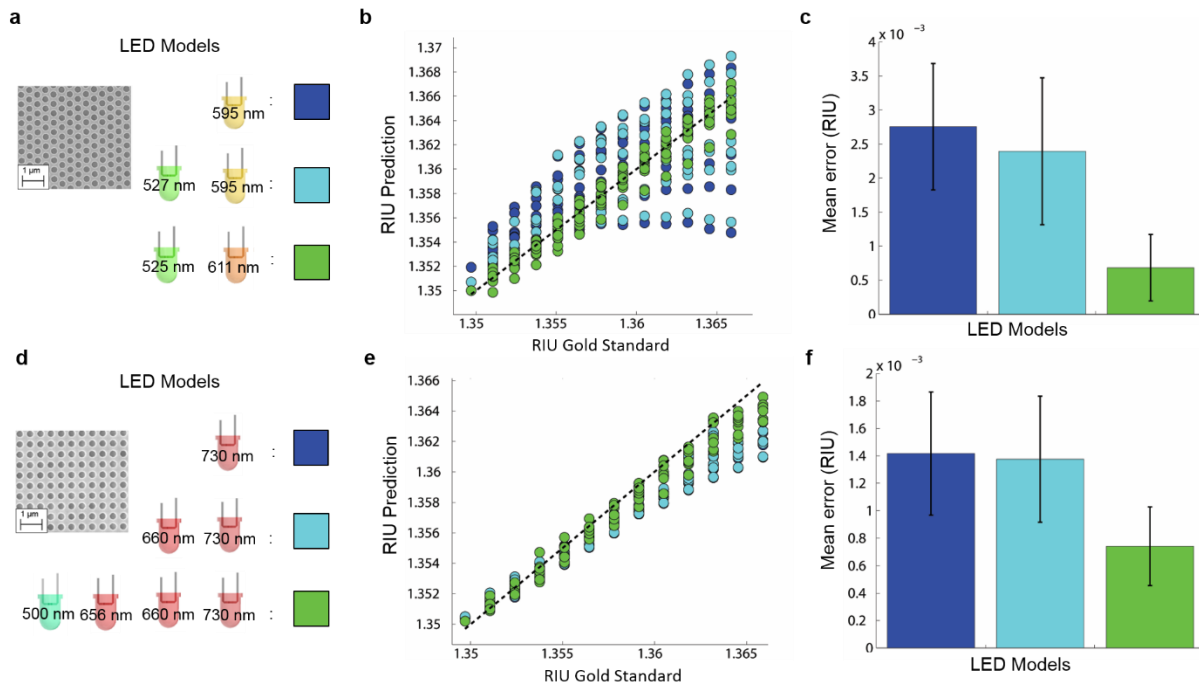 a
LED Models
1 µm
595 nm :
527 nm 595 nm :
525 nm 611 nm :
b
RIU Prediction
1.37
1.368
1.366
1.364
1.362
1.36
1.358
1.356
1.354
1.352
1.35
1.35 1.355 1.36 1.365
RIU Gold Standard
c
× 10 ⁻³
Mean error (RIU)
4
3.5
3
2.5
2
1.5
1
0.5
0
LED Models
d
LED Models
1 µm
730 nm :
660 nm 730 nm :
500 nm 656 nm 660 nm 730 nm :
e
RIU Prediction
1.366
1.364
1.362
1.36
1.358
1.356
1.354
1.352
1.35
1.35 1.355 1.36 1.365
RIU Gold Standard
f
× 10 ⁻³
Mean error (RIU)
2
1.8
1.6
1.4
1.2
1
0.8
0.6
0.4
0.2
0
LED Models